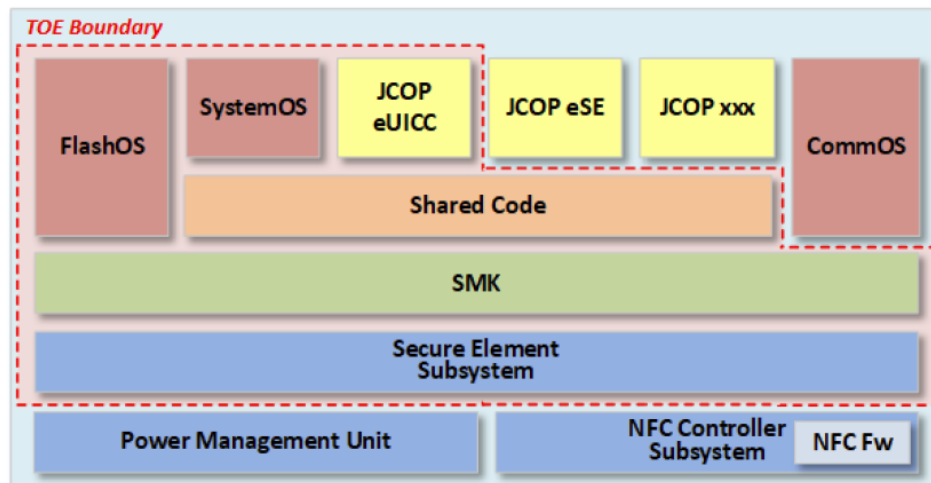 TOE Boundary
FlashOS
SystemOS
JCOP
eUICC
JCOP eSE
JCOP xxx
CommOS
Shared Code
SMK
Secure Element
Subsystem
Power Management Unit
NFC Controller
Subsystem
NFC Fw